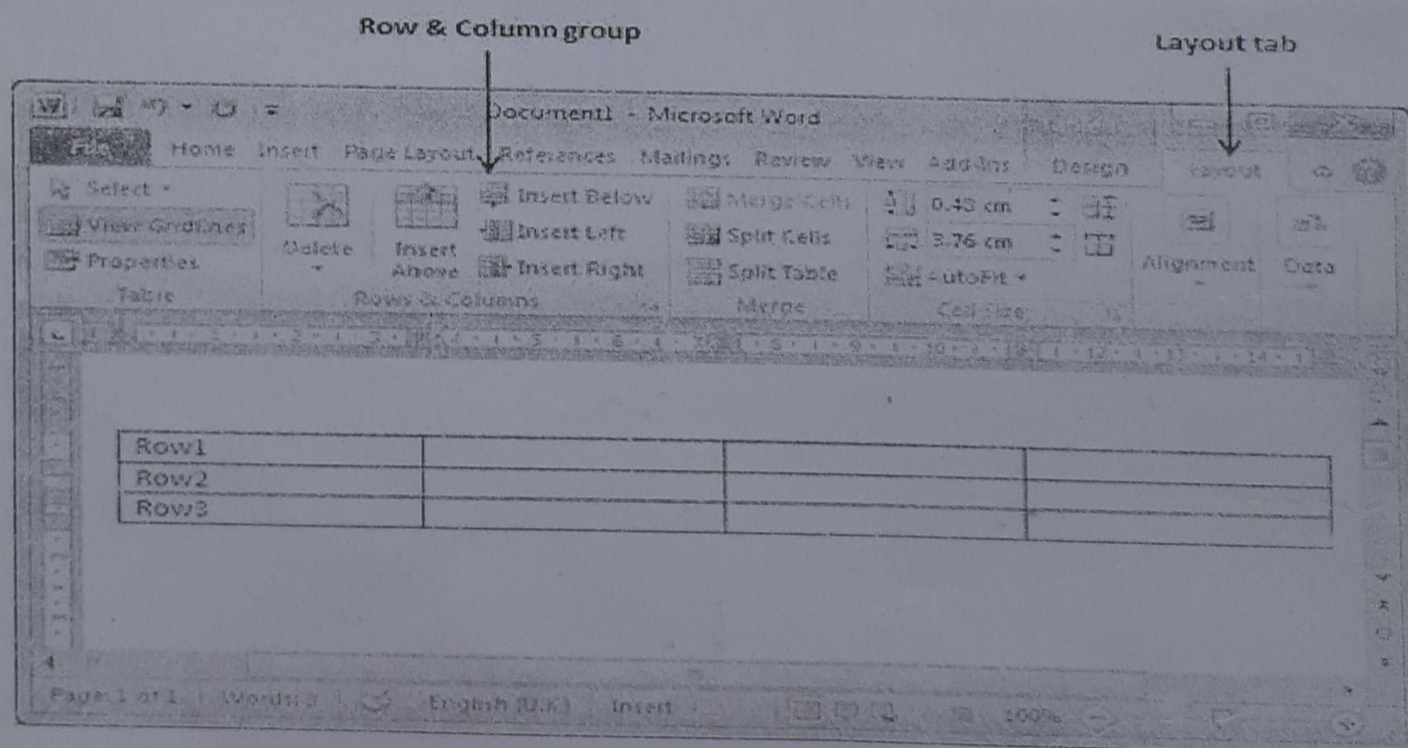 Row & Column group
Layout tab
Document1 - Microsoft Word
File Home Insert Page Layout References Mailings Review View Add-Ins Design Layout
Select
View Gridlines
Properties
Table
Delete
Insert Above
Insert Below
Insert Left
Insert Right
Rows & Columns
Merge Cells
Split Cells
Split Table
Merge
0.48 cm
3.76 cm
AutoFit
Cell Size
Alignment
Data
Row1
Row2
Row3
Page: 1 of 1 Words: 3 English (U.K.) Insert 100%